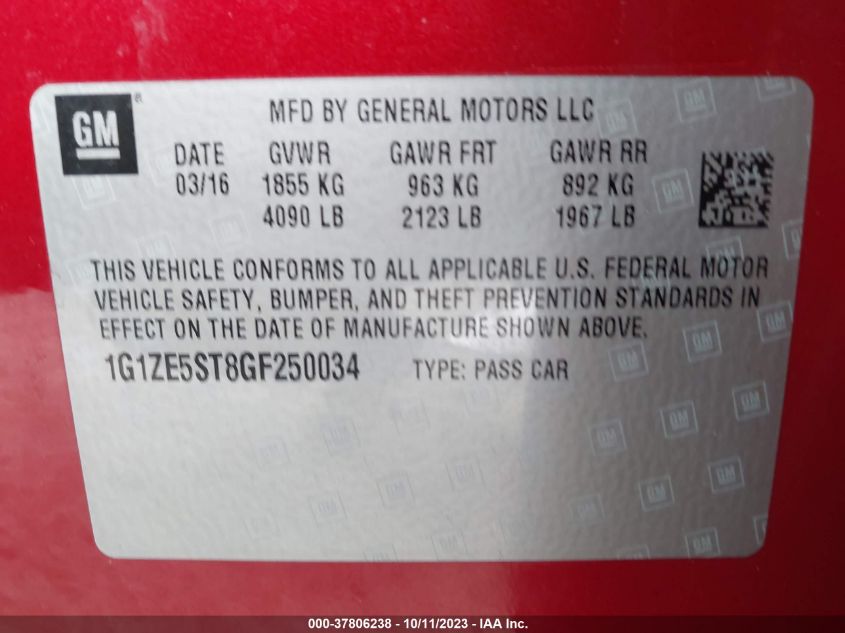 GM ® MFD BY GENERAL MOTORS LLC
DATE GVWR GAWR FRT GAWR RR
03/16 1855 KG 963 KG 892 KG
4090 LB 2123 LB 1967 LB
THIS VEHICLE CONFORMS TO ALL APPLICABLE U.S. FEDERAL MOTOR
VEHICLE SAFETY, BUMPER, AND THEFT PREVENTION STANDARDS IN
EFFECT ON THE DATE OF MANUFACTURE SHOWN ABOVE.
1G1ZE5ST8GF250034 TYPE: PASS CAR
000-37806238 - 10/11/2023 - IAA Inc.